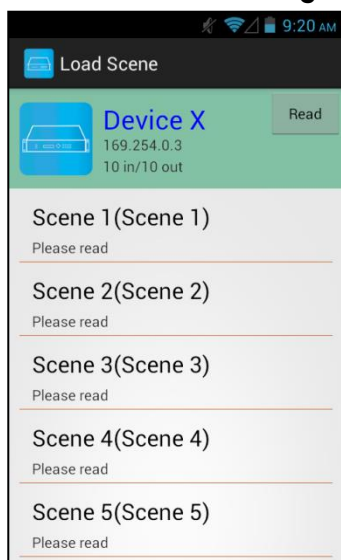 9:20 AM
Load Scene
Device X
Read
169.254.0.3
10 in/10 out
Scene 1(Scene 1)
Please read
Scene 2(Scene 2)
Please read
Scene 3(Scene 3)
Please read
Scene 4(Scene 4)
Please read
Scene 5(Scene 5)
Please read